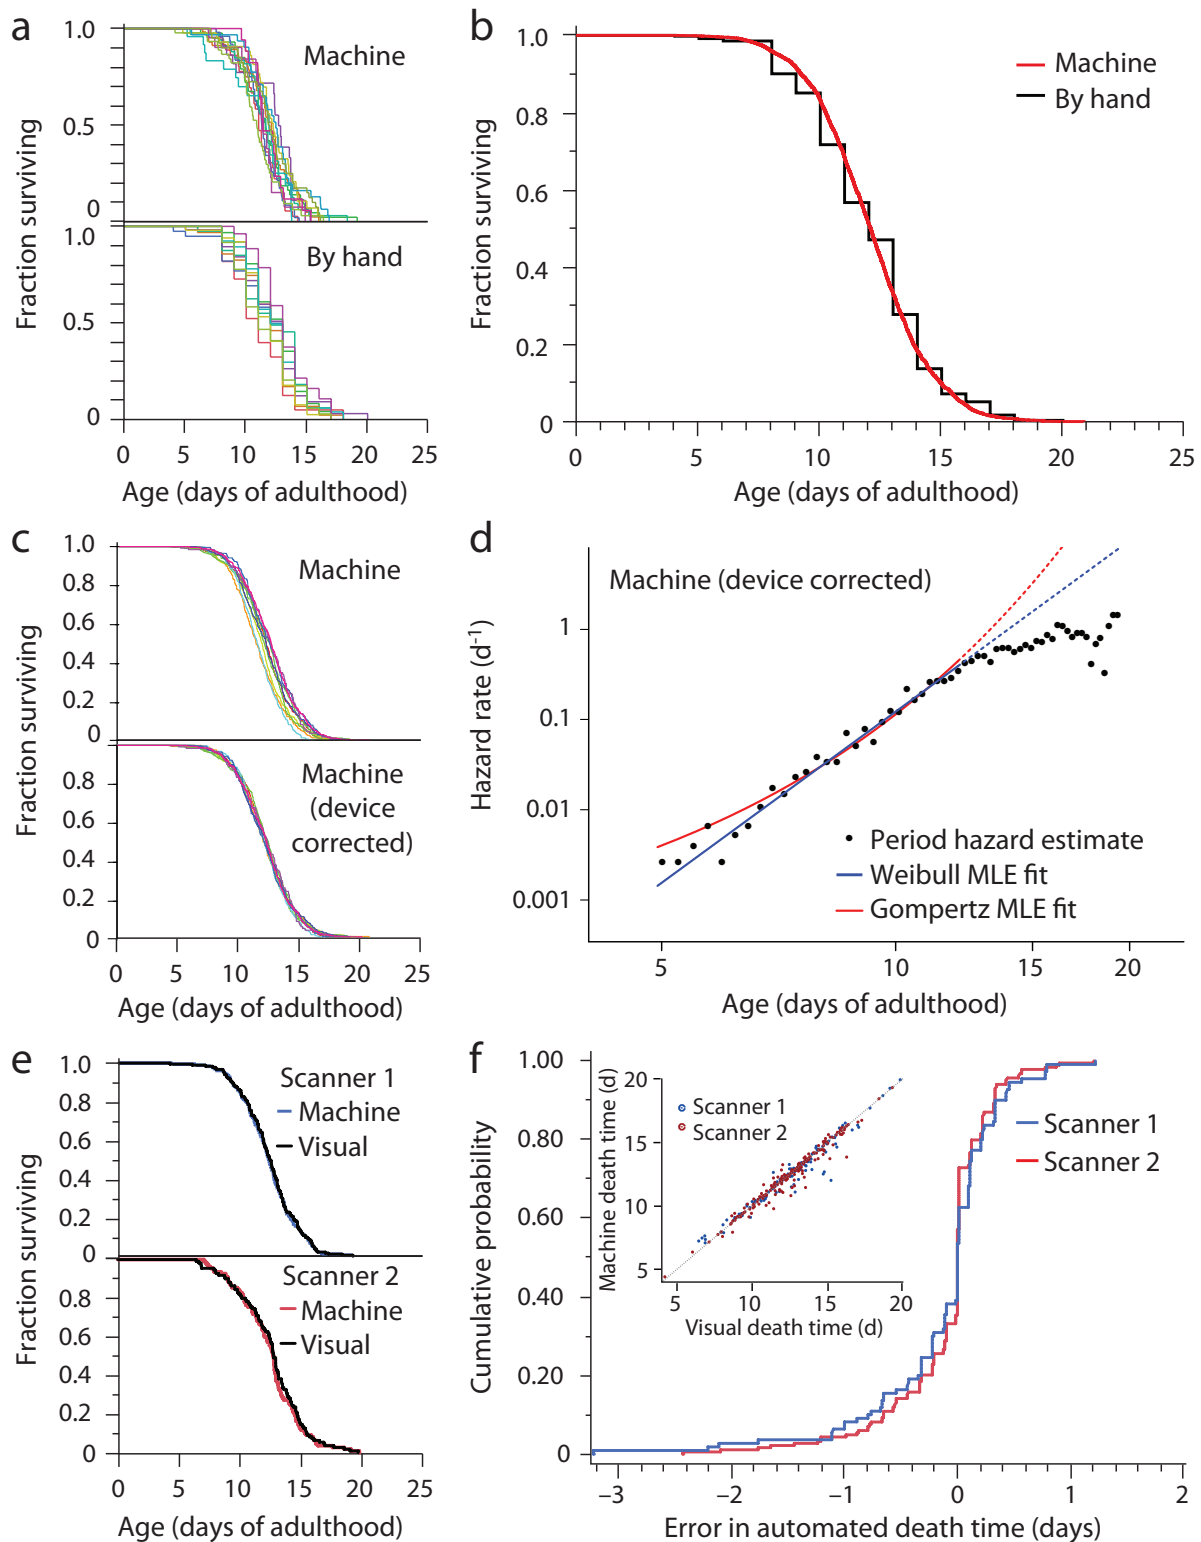 a
1.0
0.5
0
Machine
1.0
0.5
0
By hand
Fraction surviving
0 5 10 15 20 25
Age (days of adulthood)
b
1.0
0.8
0.6
0.4
0.2
0
Machine
By hand
Fraction surviving
0 5 10 15 20 25
Age (days of adulthood)
c
1.0
0.8
0.6
0.4
0.2
0
Machine
1.0
0.8
0.6
0.4
0.2
0
Machine
(device
corrected)
Fraction surviving
Fraction surviving
0 5 10 15 20 25
Age (days of adulthood)
d
Machine (device corrected)
Hazard rate (d-1)
1
0.1
0.01
0.001
Period hazard estimate
Weibull MLE fit
Gompertz MLE fit
5 10 15 20
Age (days of adulthood)
e
1.0
0.8
0.6
0.4
0.2
0
Scanner 1
Machine
Visual
1.0
0.8
0.6
0.4
0.2
0
Scanner 2
Machine
Visual
Fraction surviving
Fraction surviving
0 5 10 15 20 25
Age (days of adulthood)
f
1.00
0.80
0.60
0.40
0.20
0
Cumulative probability
Scanner 1
Scanner 2
Machine death time (d)
20
15
10
5
Scanner 1
Scanner 2
5 10 15 20
Visual death time (d)
−3 −2 −1 0 1 2
Error in automated death time (days)